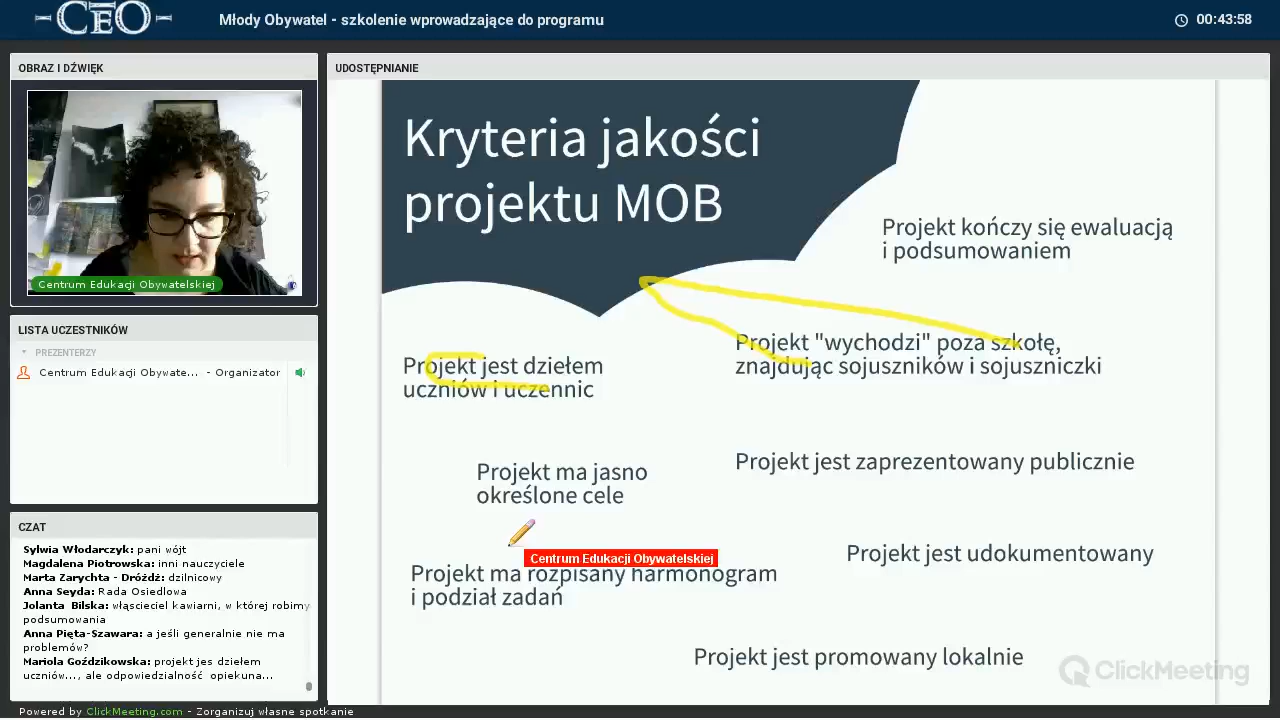 CEO
Młody Obywatel - szkolenie wprowadzające do programu
00:43:58
OBRAZ I DŹWIĘK
Centrum Edukacji Obywatelskiej
LISTA UCZESTNIKÓW
PREZENTERZY
Centrum Edukacji Obywate... - Organizator
CZAT
Sylwia Włodarczyk: pani wójt
Magdalena Piotrowska: inni nauczyciele
Marta Zarychta - Dróżdż: dzilnicowy
Anna Seyda: Rada Osiedlowa
Jolanta Bilska: włąscieciel kawiarni, w której robimy
podsumowania
Anna Pięta-Szawara: a jeśli generalnie nie ma
problemów?
Mariola Goździkowska: projekt jes dziełem
uczniów..., ale odpowiedzialność opiekuna...
UDOSTĘPNIANIE
Kryteria jakości
projektu MOB
Projekt kończy się ewaluacją
i podsumowaniem
Projekt "wychodzi" poza szkołę,
znajdując sojuszników i sojuszniczki
Projekt jest dziełem
uczniów i uczennic
Projekt jest zaprezentowany publicznie
Projekt ma jasno
określone cele
Centrum Edukacji Obywatelskiej
Projekt jest udokumentowany
Projekt ma rozpisany harmonogram
i podział zadań
Projekt jest promowany lokalnie
ClickMeeting
Powered by ClickMeeting.com - Zorganizuj własne spotkanie